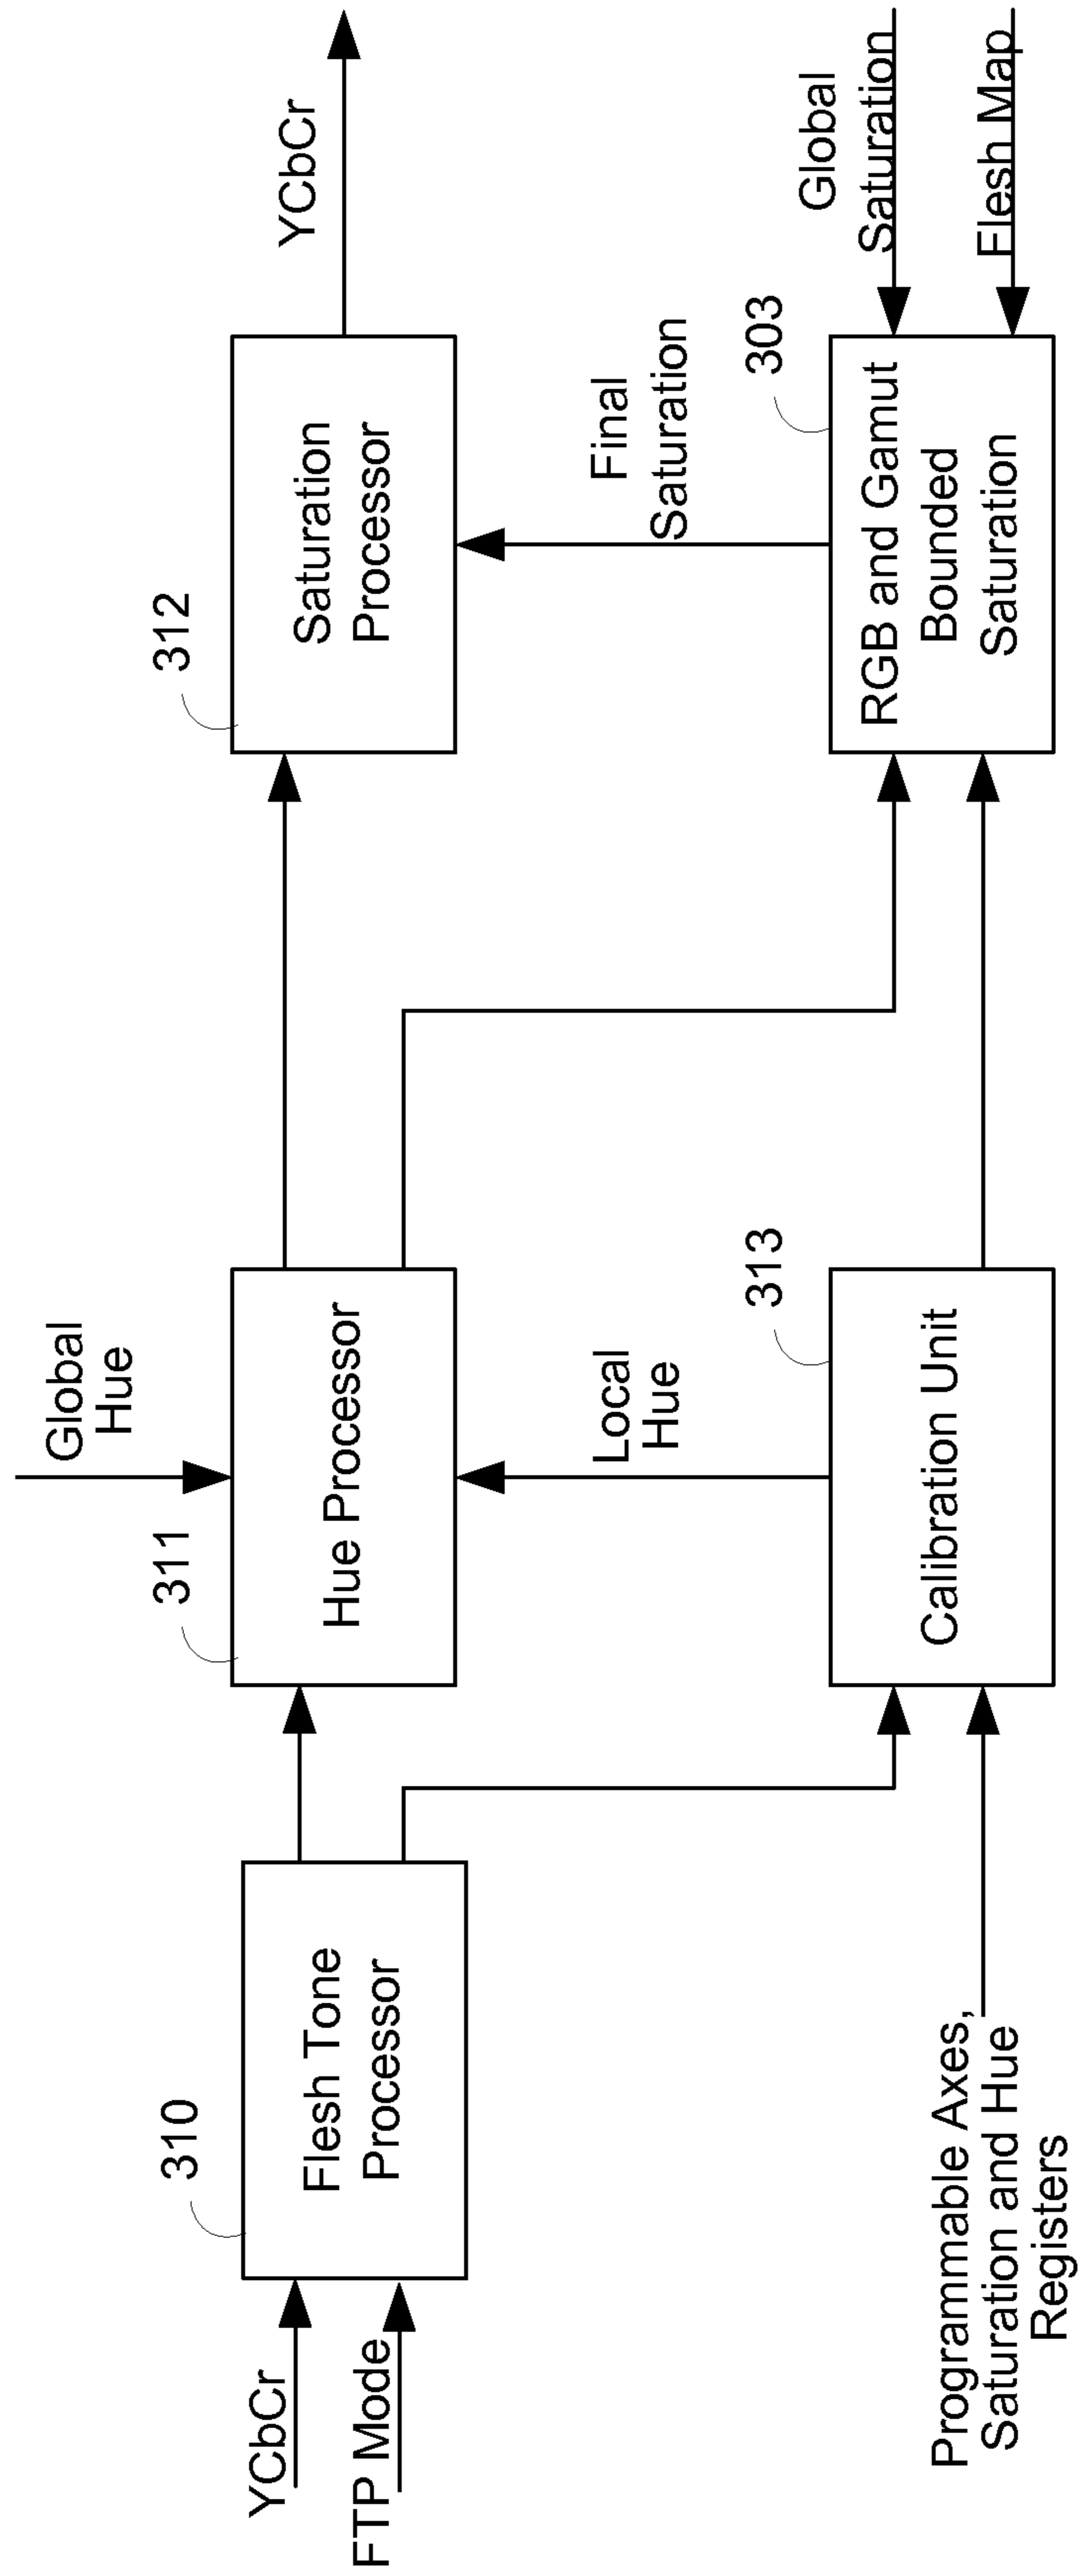 YCbCr
FTP Mode
310
Flesh Tone
Processor
311
Global
Hue
Hue Processor
312
Saturation
Processor
YCbCr
Programmable Axes,
Saturation and Hue
Registers
Local
Hue
313
Calibration Unit
Final
Saturation
303
RGB and Gamut
Bounded
Saturation
Global
Saturation
Flesh Map